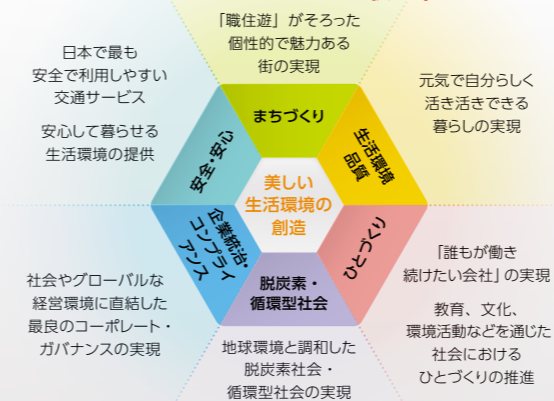 「職住遊」がそろった
個性的で魅力ある
街の実現
まちづくり
元気で自分らしく
活き活きできる
暮らしの実現
生活環境
品質
「誰もが働き
続けたい会社」の実現
教育、文化、
環境活動などを通じた
社会における
ひとづくりの推進
ひとづくり
脱炭素・
循環型社会
地球環境と調和した
脱炭素社会・
循環型社会の実現
企業統治・
コンプライ
アンス
社会やグローバルな
経営環境に直結した
最良のコーポレート・
ガバナンスの実現
安全・安心
日本で最も
安全で利用しやすい
交通サービス
安心して暮らせる
生活環境の提供
美しい
生活環境の
創造